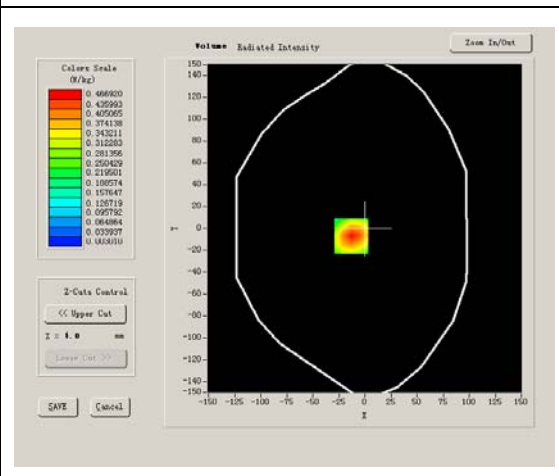 Volume Radiated Intensity
Zoom In/Out
Colors Scale
(W/kg)
0.466920
0.435993
0.405065
0.374138
0.343211
0.312283
0.281356
0.250429
0.219501
0.188574
0.157647
0.126719
0.095792
0.064864
0.033937
0.003010
Z-Cuts Control
<< Upper Cut
Z = 4.0 mm
Lower Cut >>
SAVE
Cancel
150
140
120
100
80
60
40
20
0
-20
-40
-60
-80
-100
-120
-140
-150
Y
-150 -125 -100 -75 -50 -25 0 25 50 75 100 125 150
X